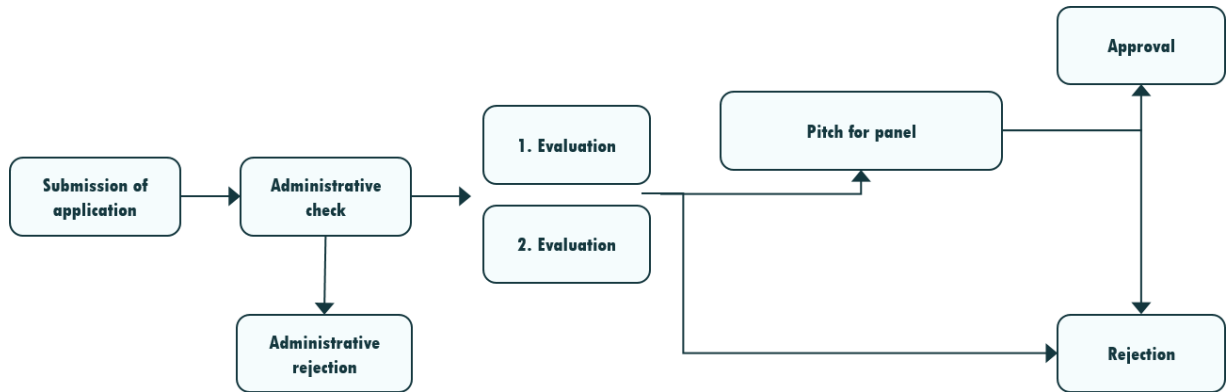 Submission of
application
Administrative
check
Administrative
rejection
1. Evaluation
2. Evaluation
Pitch for panel
Approval
Rejection